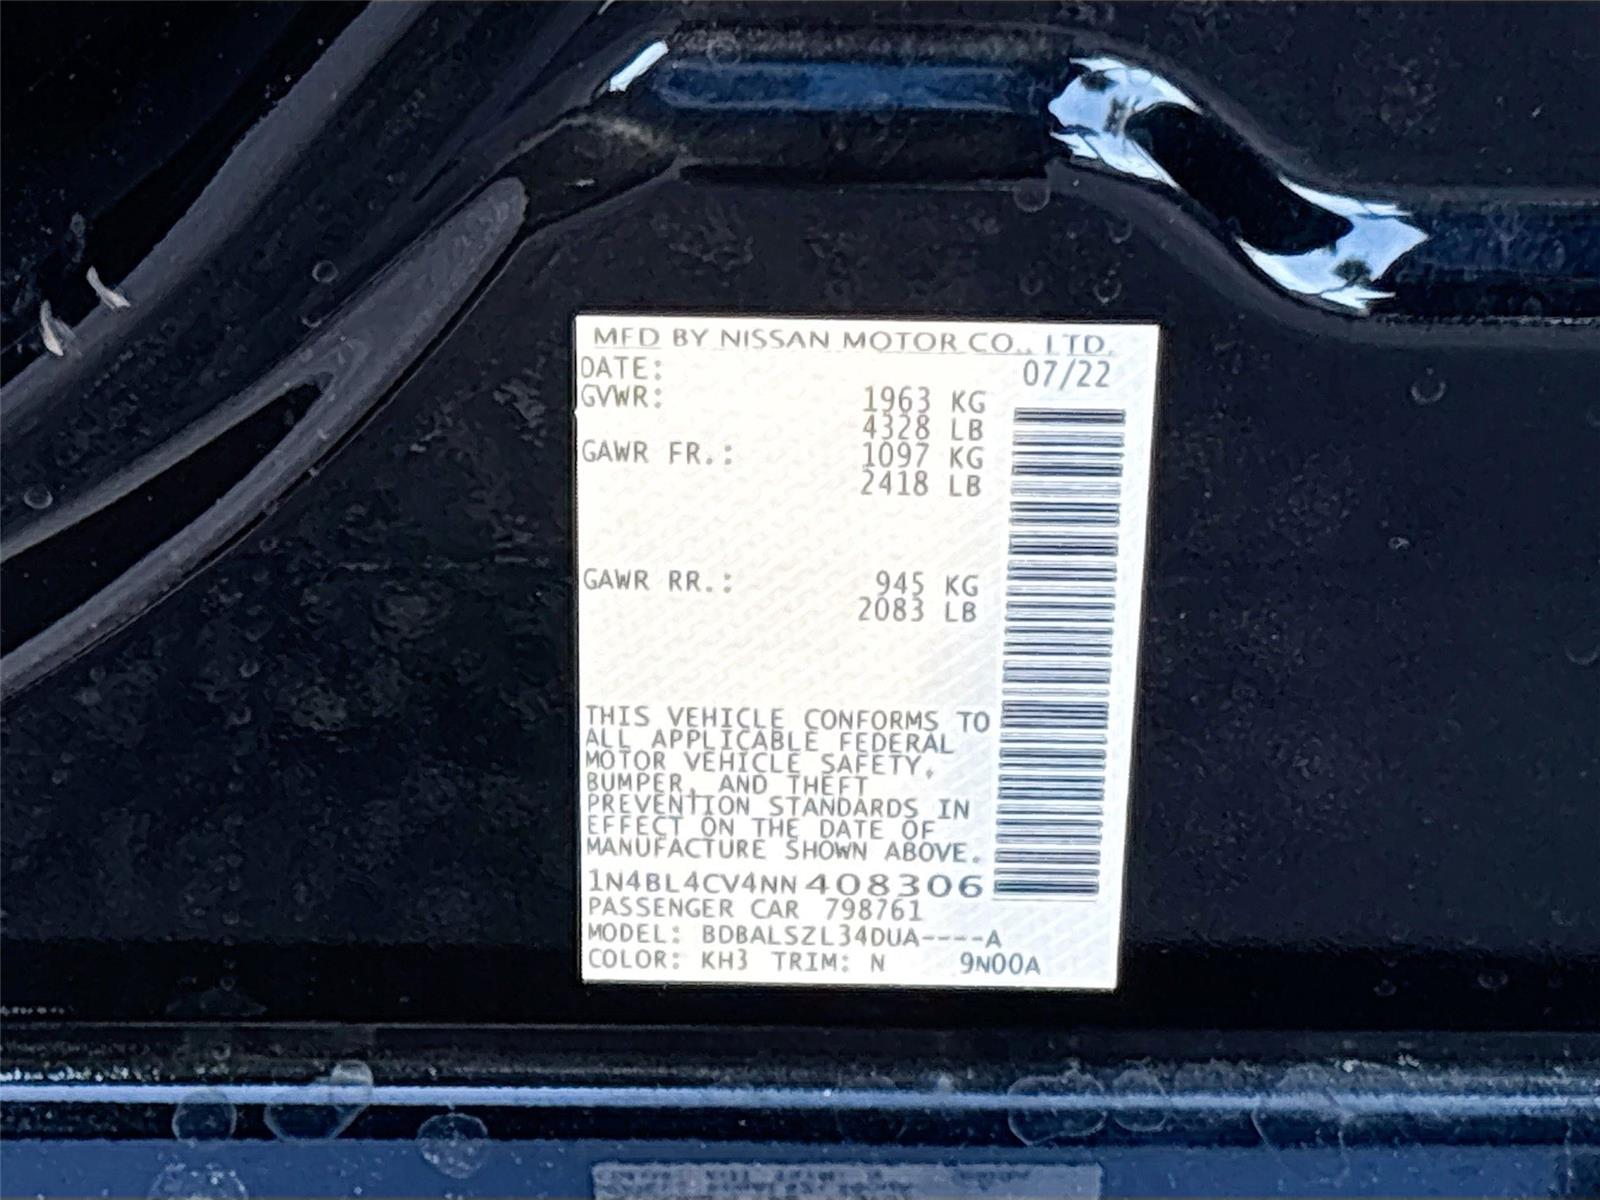 MFD BY NISSAN MOTOR CO., LTD.
DATE: 07/22
GVWR: 1963 KG
4328 LB
GAWR FR.: 1097 KG
2418 LB
GAWR RR.: 945 KG
2083 LB
THIS VEHICLE CONFORMS TO
ALL APPLICABLE FEDERAL
MOTOR VEHICLE SAFETY,
BUMPER, AND THEFT
PREVENTION STANDARDS IN
EFFECT ON THE DATE OF
MANUFACTURE SHOWN ABOVE.
1N4BL4CV4NN408306
PASSENGER CAR 798761
MODEL: BDBALSZL34DUA----A
COLOR: KH3 TRIM: N 9N00A